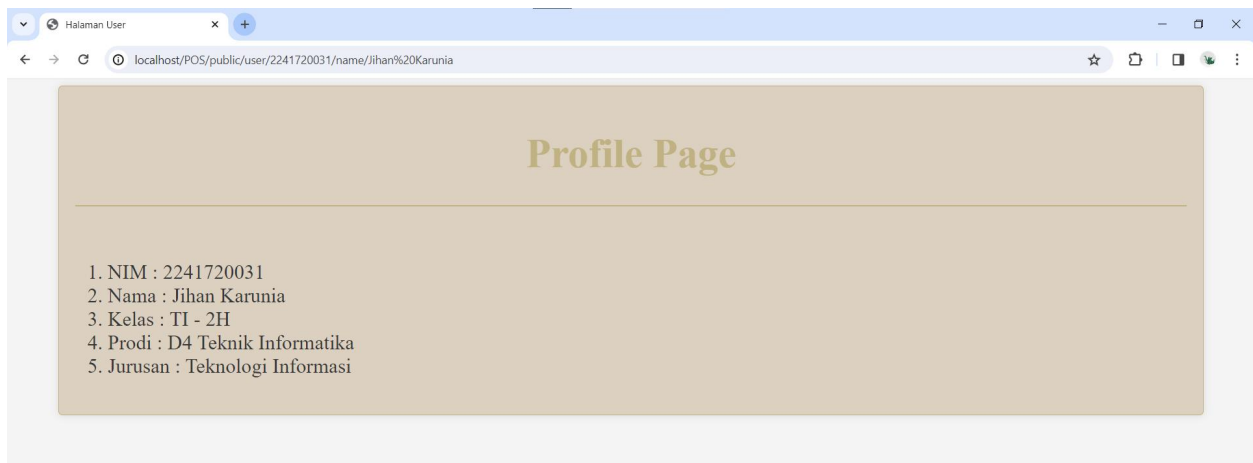 Halaman User
localhost/POS/public/user/2241720031/name/Jihan%20Karunia
Profile Page
1. NIM : 2241720031
2. Nama : Jihan Karunia
3. Kelas : TI - 2H
4. Prodi : D4 Teknik Informatika
5. Jurusan : Teknologi Informasi